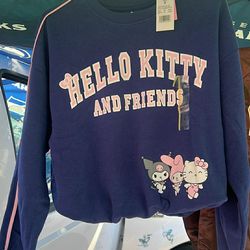 HELLO KITTY
AND FRIENDS